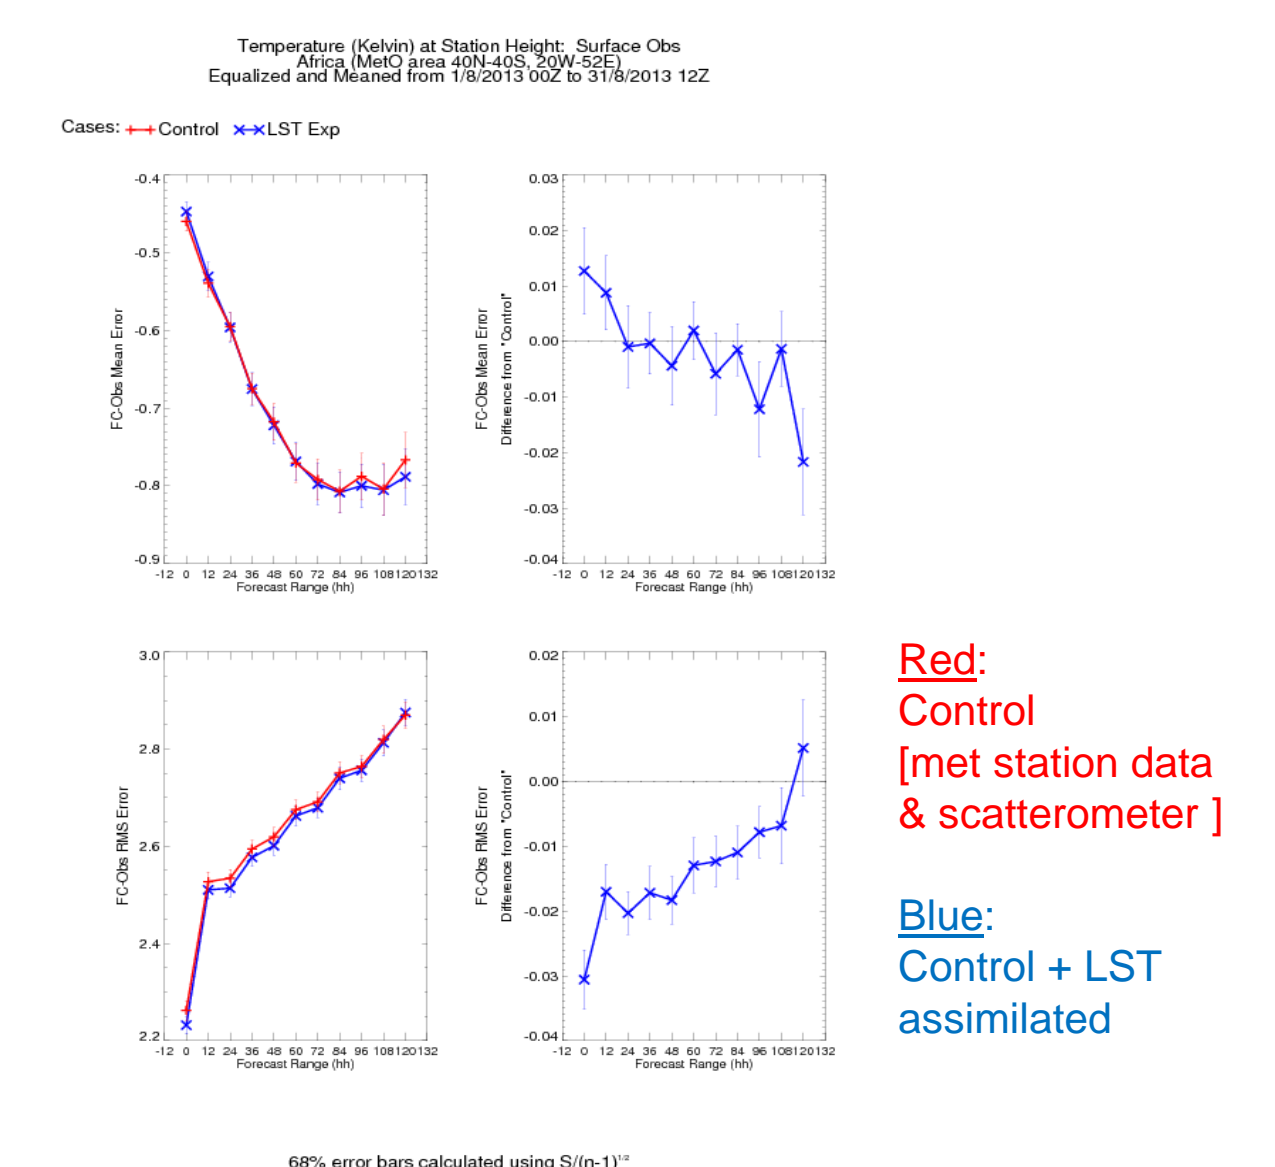 Temperature (Kelvin) at Station Height: Surface Obs
Africa (MetO area 40N-40S, 20W-52E)
Equalized and Meaned from 1/8/2013 00Z to 31/8/2013 12Z
Cases: Control LST Exp
-0.4
-0.5
-0.6
-0.7
-0.8
-0.9
FC-Obs Mean Error
-12 0 12 24 36 48 60 72 84 96 108 120 132
Forecast Range (hh)
0.03
0.02
0.01
0.00
-0.01
-0.02
-0.03
-0.04
FC-Obs Mean Error
Difference from "Control"
-12 0 12 24 36 48 60 72 84 96 108 120 132
Forecast Range (hh)
3.0
2.8
2.6
2.4
2.2
FC-Obs RMS Error
-12 0 12 24 36 48 60 72 84 96 108 120 132
Forecast Range (hh)
0.02
0.01
0.00
-0.01
-0.02
-0.03
-0.04
FC-Obs RMS Error
Difference from "Control"
-12 0 12 24 36 48 60 72 84 96 108 120 132
Forecast Range (hh)
Red:
Control
[met station data
& scatterometer ]
Blue:
Control + LST
assimilated
68% error bars calculated using S/(n-1)^1/2